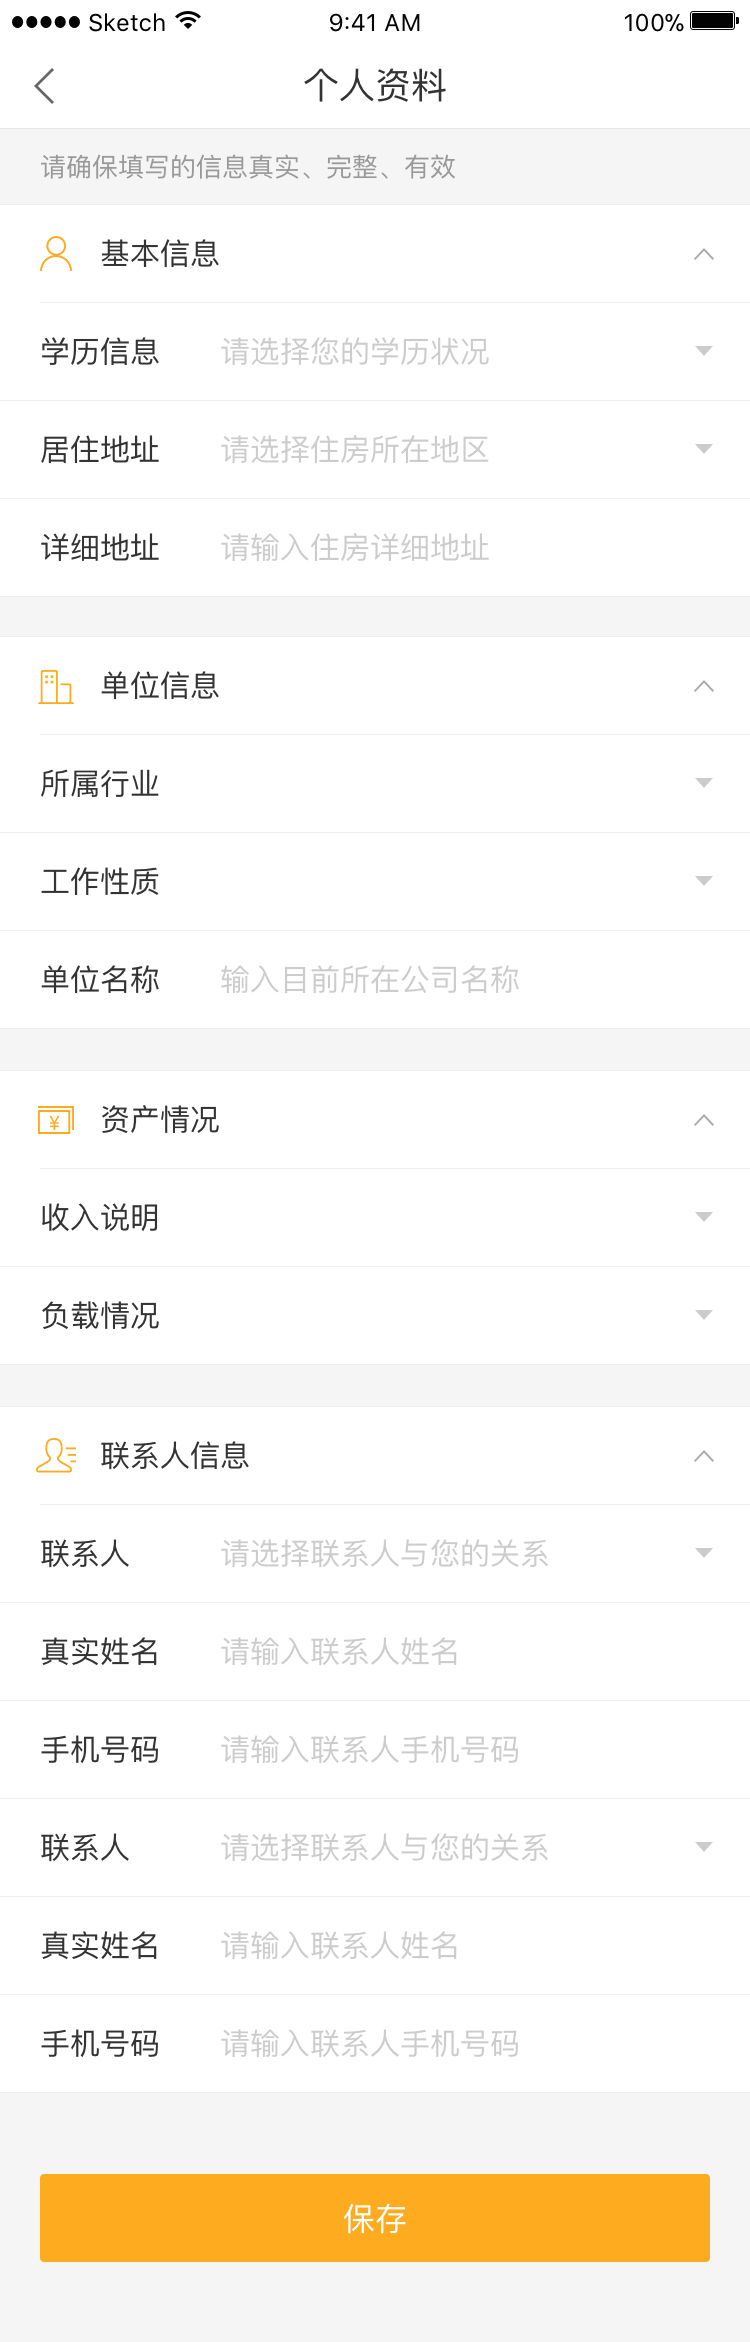 Sketch 9:41 AM 100%
个人资料
请确保填写的信息真实、完整、有效
基本信息
学历信息 请选择您的学历状况
居住地址 请选择住房所在地区
详细地址 请输入住房详细地址
单位信息
所属行业
工作性质
单位名称 输入目前所在公司名称
¥ 资产情况
收入说明
负载情况
联系人信息
联系人 请选择联系人与您的关系
真实姓名 请输入联系人姓名
手机号码 请输入联系人手机号码
联系人 请选择联系人与您的关系
真实姓名 请输入联系人姓名
手机号码 请输入联系人手机号码
保存